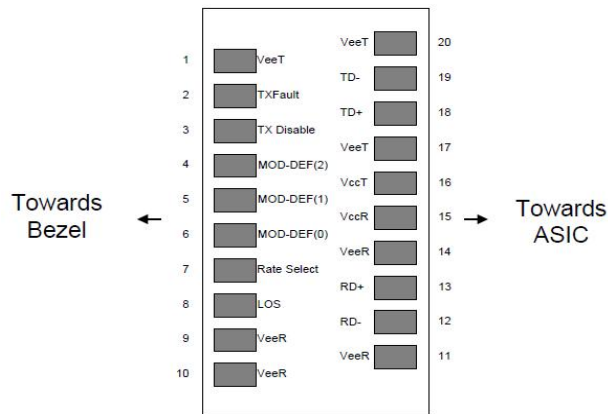 VeeT 20
1 VeeT
TD- 19
2 TXFault
TD+ 18
3 TX Disable
VeeT 17
4 MOD-DEF(2)
VccT 16
5 MOD-DEF(1)
VccR 15
6 MOD-DEF(0)
VeeR 14
7 Rate Select
RD+ 13
8 LOS
RD- 12
9 VeeR
VeeR 11
10 VeeR
Towards
Bezel
Towards
ASIC